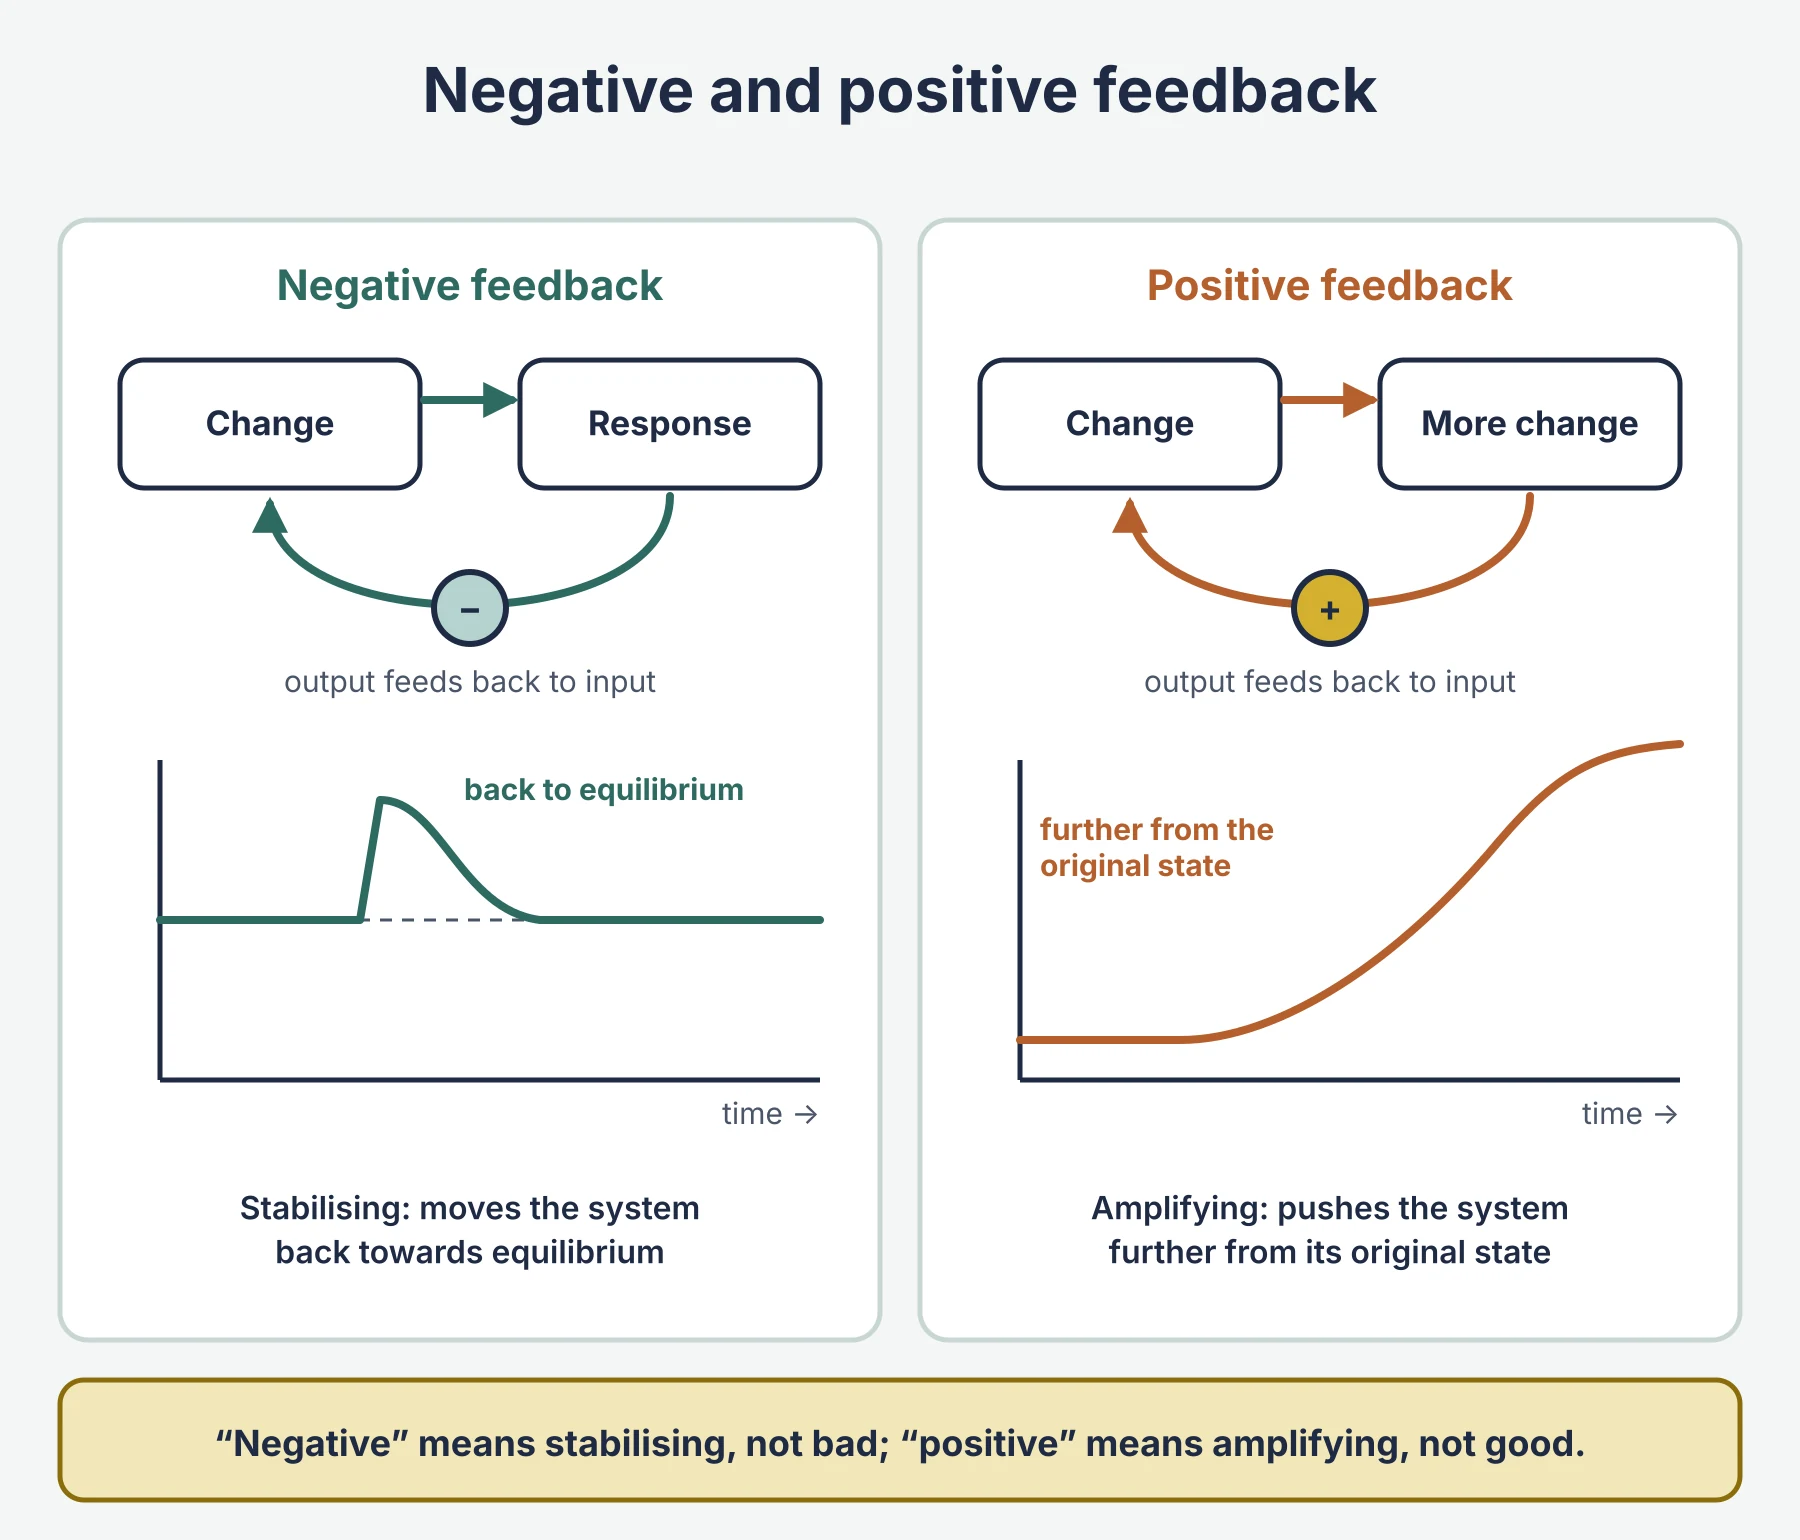 Negative and positive feedback
Negative feedback
Change
Response
−
output feeds back to input
back to equilibrium
time →
Stabilising: moves the system
back towards equilibrium
Positive feedback
Change
More change
+
output feeds back to input
further from the
original state
time →
Amplifying: pushes the system
further from its original state
“Negative” means stabilising, not bad; “positive” means amplifying, not good.